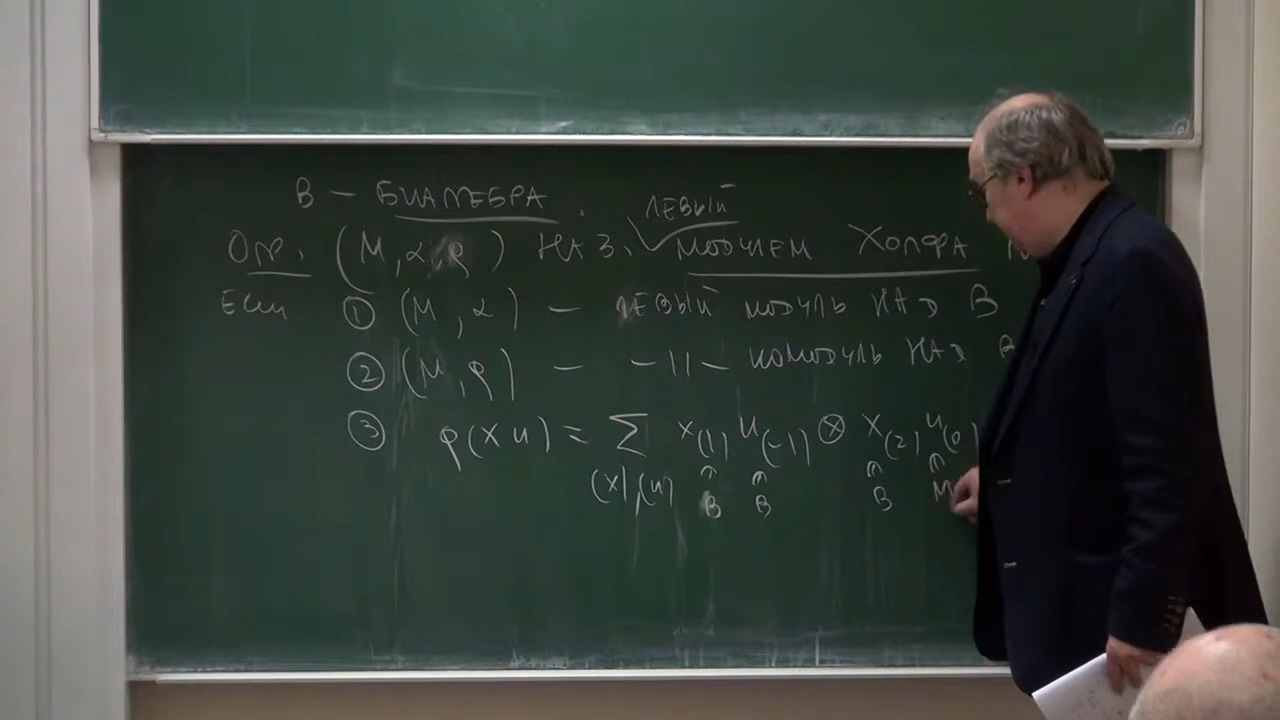 B — БИАЛГЕБРА. ЛЕВЫЙ
Опр. (M, α, ρ) НАЗ. МОДУЛЕМ ХОПФА
Если ① (M, α) — ЛЕВЫЙ МОДУЛЬ НАД B
② (M, ρ) — —||— КОМОДУЛЬ НАД B
③ ρ(xu) = ∑ x₍₁₎ u₍₋₁₎ ⊗ x₍₂₎ u₍₀₎
(x),(u) ∩ B ∩ B ∩ B ∩ M